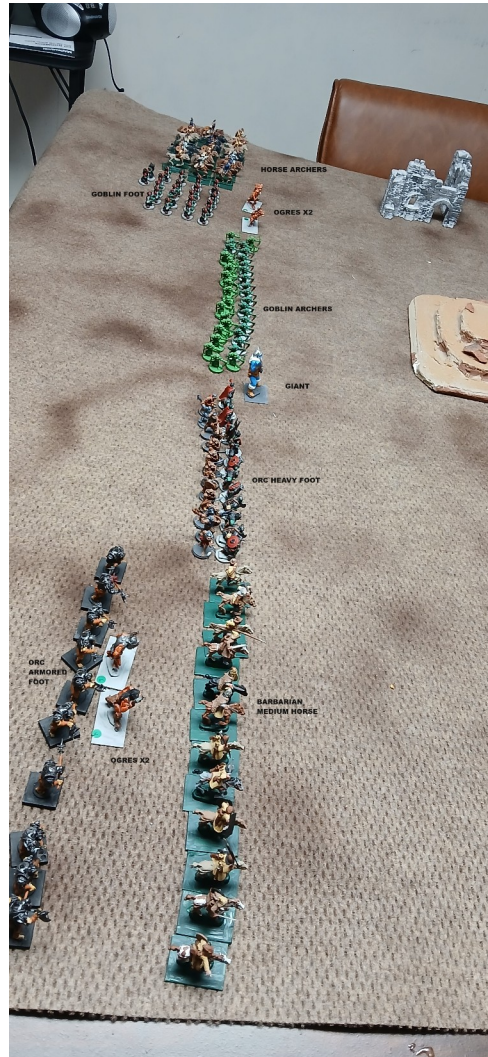 HORSE ARCHERS
GOBLIN FOOT
OGRES X2
GOBLIN ARCHERS
GIANT
ORC HEAVY FOOT
ORC
ARMORED
FOOT
BARBARIAN
MEDIUM HORSE
OGRES X2